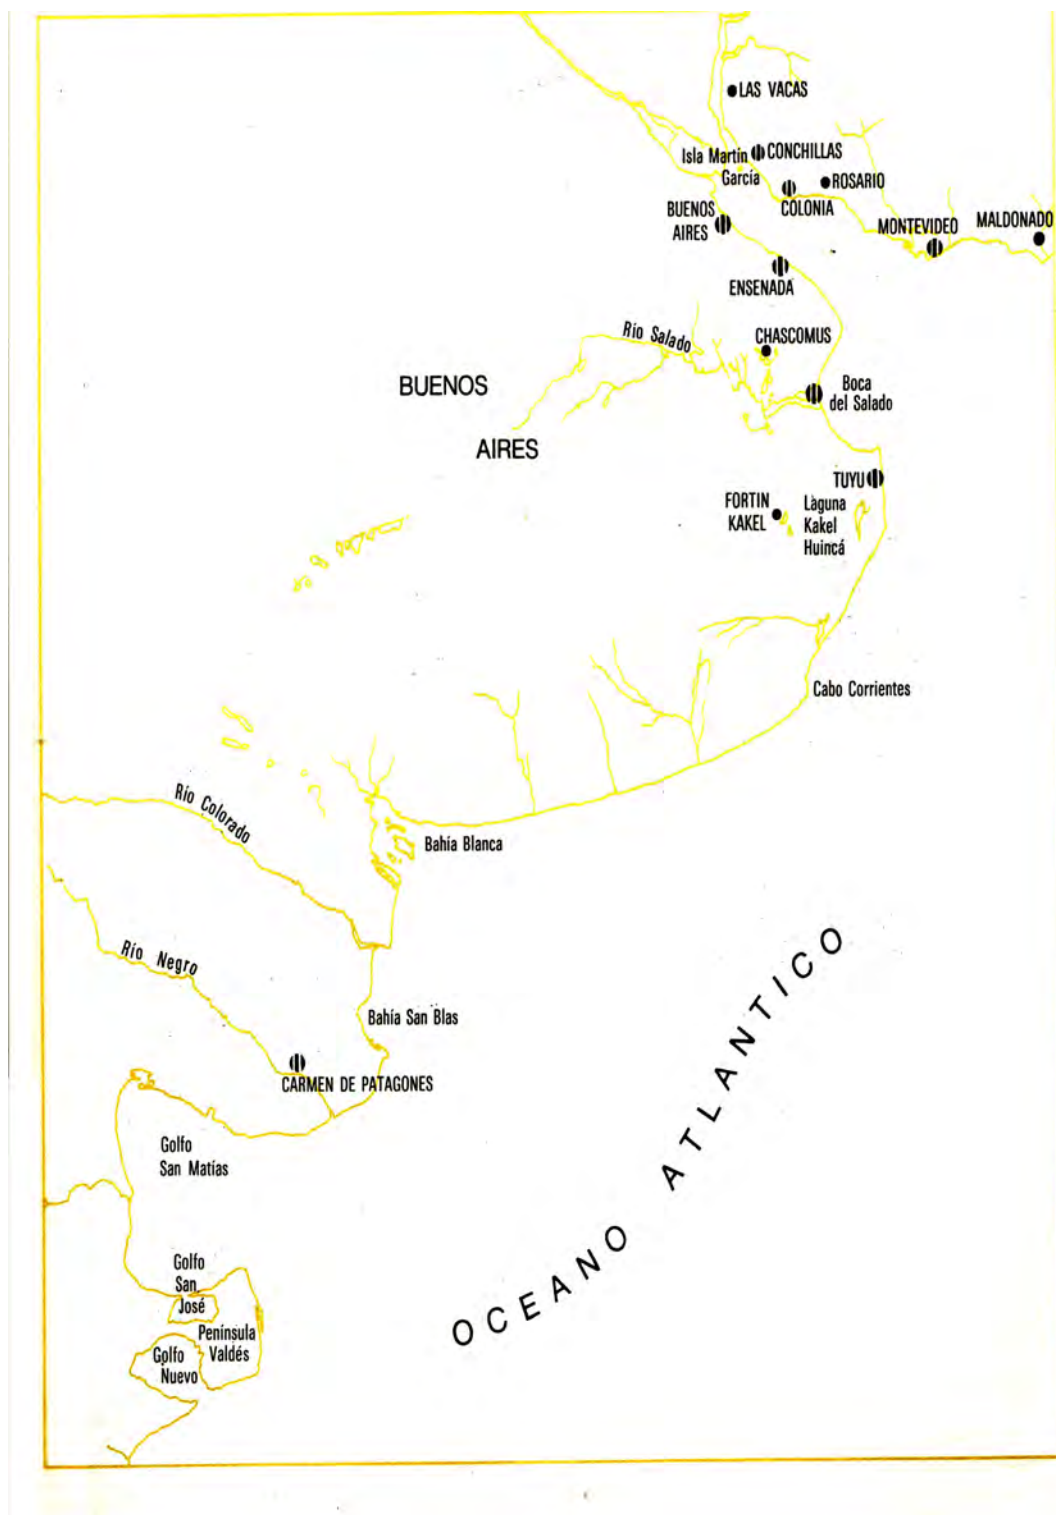 LAS VACAS
Isla Martín
García
CONCHILLAS
ROSARIO
COLONIA
BUENOS
AIRES
MONTEVIDEO
MALDONADO
ENSENADA
Río Salado
CHASCOMUS
BUENOS
AIRES
Boca
del Salado
TUYU
FORTIN
KAKEL
Laguna
Kakel
Huincá
Cabo Corrientes
Río Colorado
Bahía Blanca
Río Negro
Bahía San Blas
CARMEN DE PATAGONES
Golfo
San Matías
OCEANO ATLANTICO
Golfo
San
José
Península
Valdés
Golfo
Nuevo